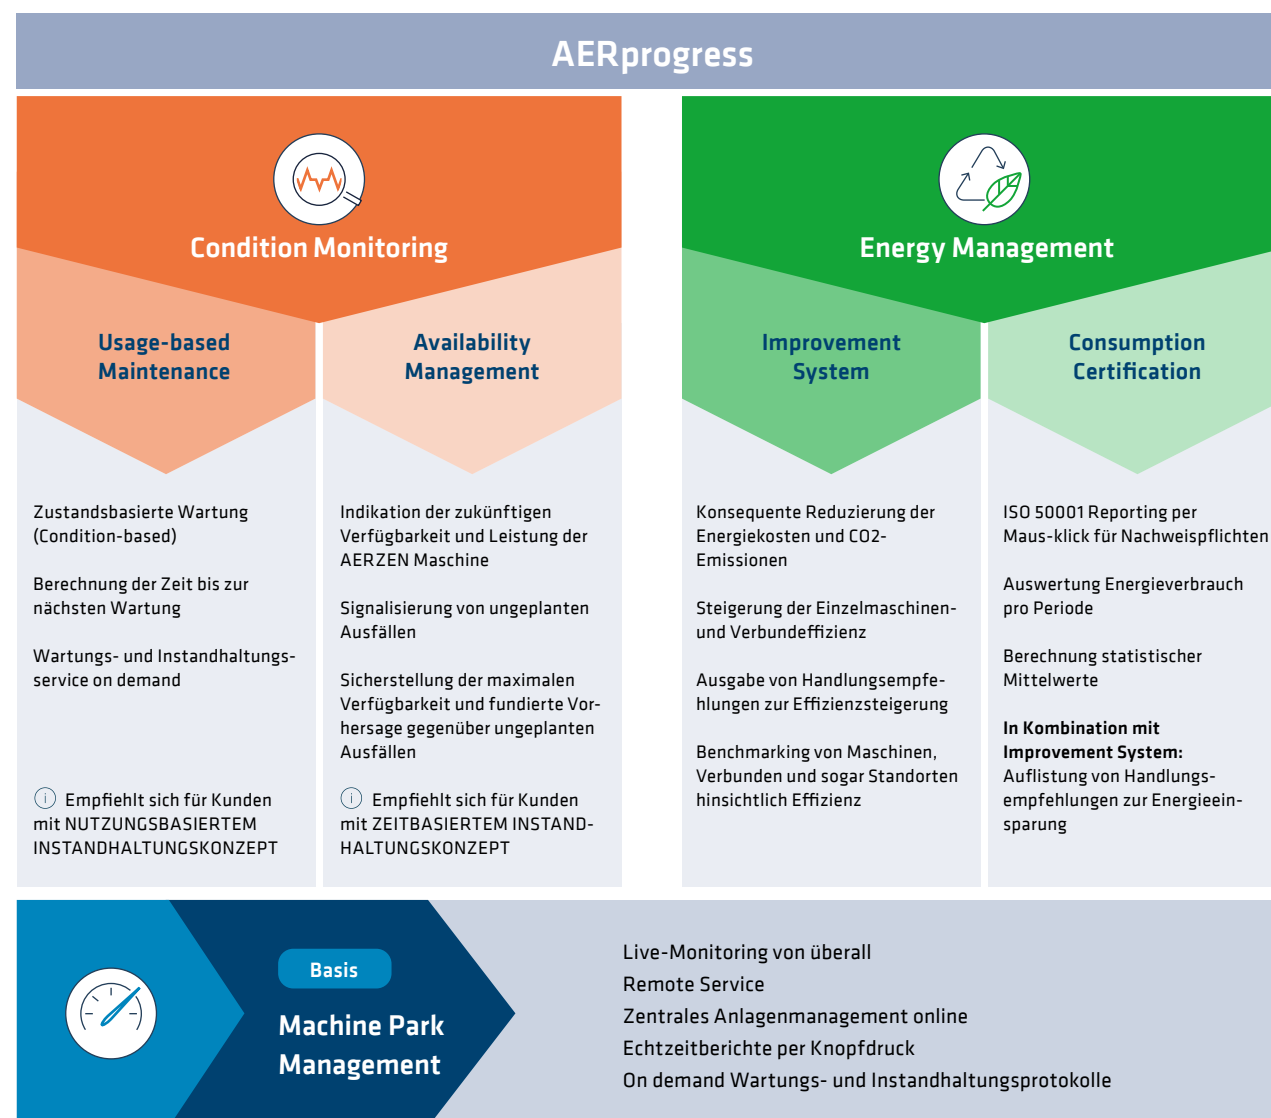 AERprogress
Condition Monitoring
Usage-based
Maintenance
Zustandsbasierte Wartung
(Condition-based)
Berechnung der Zeit bis zur
nächsten Wartung
Wartungs- und Instandhaltungs-
service on demand
i Empfiehlt sich für Kunden
mit NUTZUNGSBASIERTEM
INSTANDHALTUNGSKONZEPT
Availability
Management
Indikation der zukünftigen
Verfügbarkeit und Leistung der
AERZEN Maschine
Signalisierung von ungeplanten
Ausfällen
Sicherstellung der maximalen
Verfügbarkeit und fundierte Vor-
hersage gegenüber ungeplanten
Ausfällen
i Empfiehlt sich für Kunden
mit ZEITBASIERTEM INSTAND-
HALTUNGSKONZEPT
Energy Management
Improvement
System
Konsequente Reduzierung der
Energiekosten und CO2-
Emissionen
Steigerung der Einzelmaschinen-
und Verbundeffizienz
Ausgabe von Handlungsempfe-
hlungen zur Effizienzsteigerung
Benchmarking von Maschinen,
Verbunden und sogar Standorten
hinsichtlich Effizienz
Consumption
Certification
ISO 50001 Reporting per
Maus-klick für Nachweispflichten
Auswertung Energieverbrauch
pro Periode
Berechnung statistischer
Mittelwerte
In Kombination mit
Improvement System:
Auflistung von Handlungs-
empfehlungen zur Energieein-
sparung
Basis
Machine Park
Management
Live-Monitoring von überall
Remote Service
Zentrales Anlagenmanagement online
Echtzeitberichte per Knopfdruck
On demand Wartungs- und Instandhaltungsprotokolle